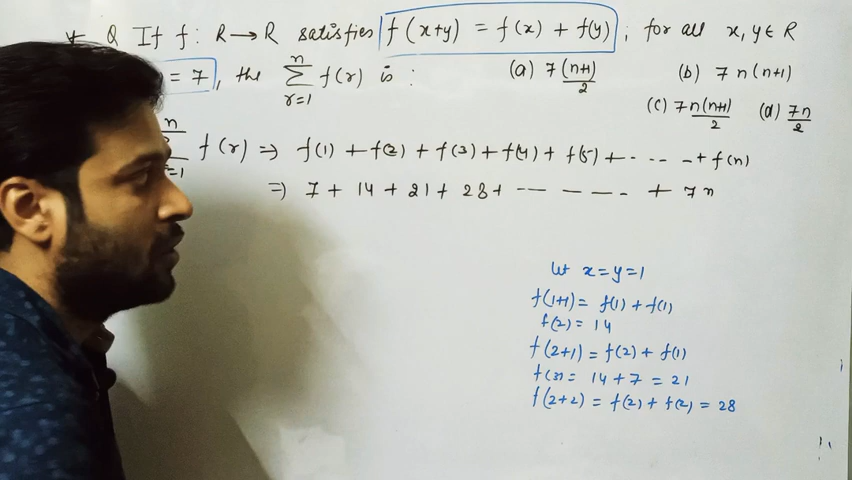 * Q If f : R → R satisfies f(x+y) = f(x) + f(y) ; for all x, y ∈ R
= 7 , the n ∑ r=1 f(r) is : (a) 7(n+1)/2 (b) 7n(n+1)
(c) 7n(n+1)/2 (d) 7n/2
n =1 f(r) ⇒ f(1) + f(2) + f(3) + f(4) + f(5) + - - - - + f(n)
⇒ 7 + 14 + 21 + 28 + - - - - - + 7n
let x = y = 1
f(1+1) = f(1) + f(1)
f(2) = 14
f(2+1) = f(2) + f(1)
f(3) = 14 + 7 = 21
f(2+2) = f(2) + f(2) = 28